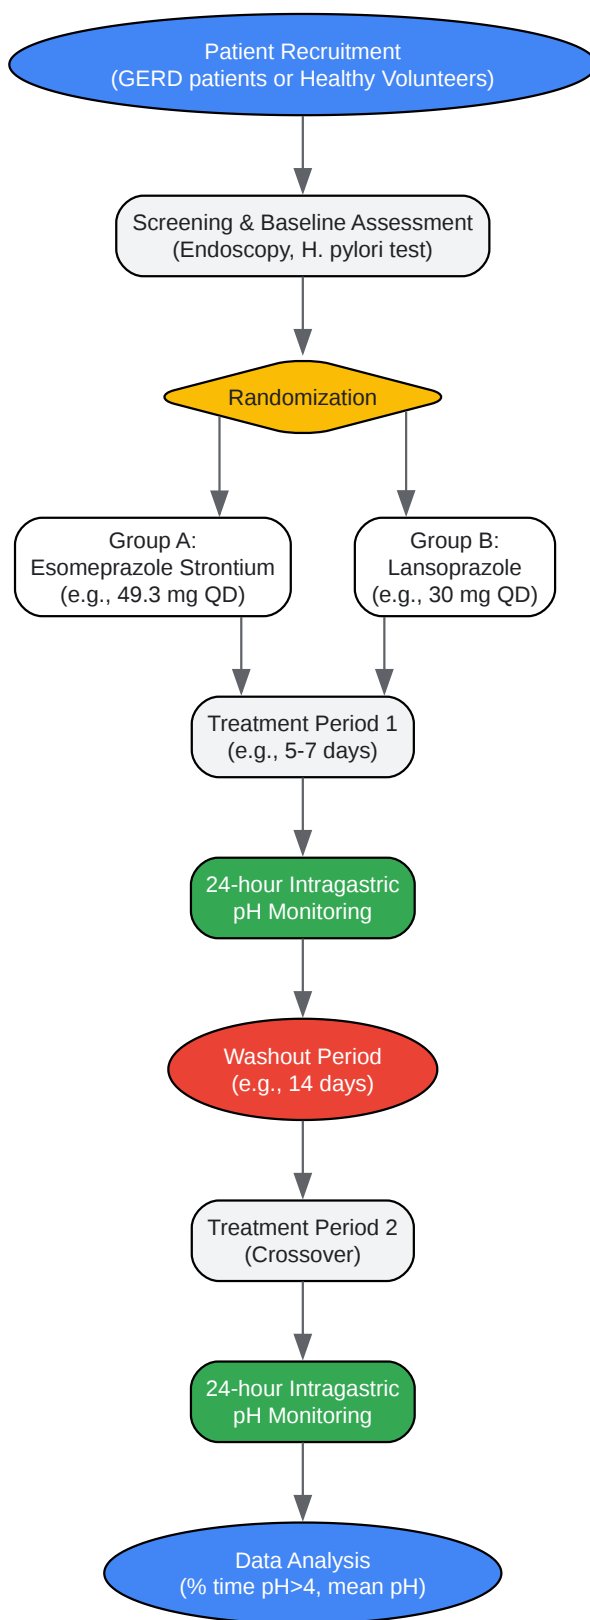 Patient Recruitment
(GERD patients or Healthy Volunteers)
Screening & Baseline Assessment
(Endoscopy, H. pylori test)
Randomization
Group A:
Esomeprazole Strontium
(e.g., 49.3 mg QD)
Group B:
Lansoprazole
(e.g., 30 mg QD)
Treatment Period 1
(e.g., 5-7 days)
24-hour Intragastric
pH Monitoring
Washout Period
(e.g., 14 days)
Treatment Period 2
(Crossover)
24-hour Intragastric
pH Monitoring
Data Analysis
(% time pH>4, mean pH)